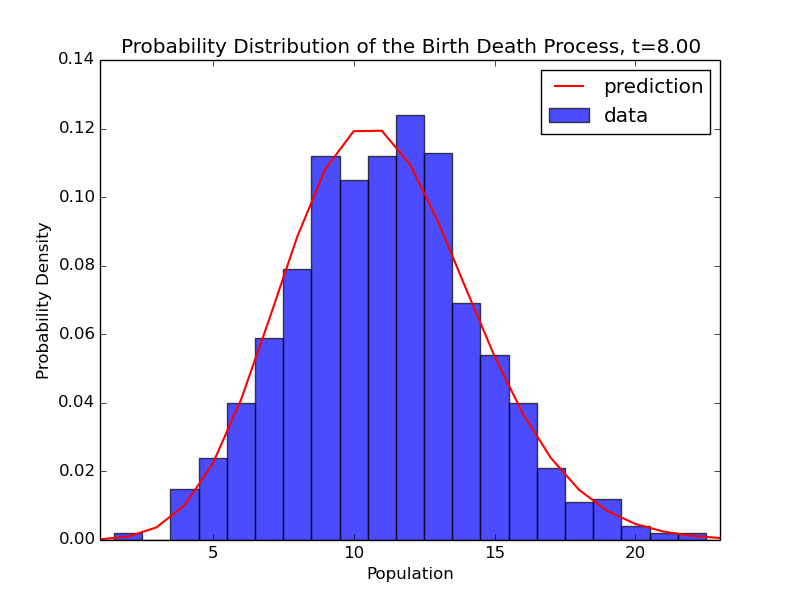 Probability Distribution of the Birth Death Process, t=8.00
prediction
data
0.14
0.12
0.10
0.08
0.06
0.04
0.02
0.00
Probability Density
5 10 15 20
Population